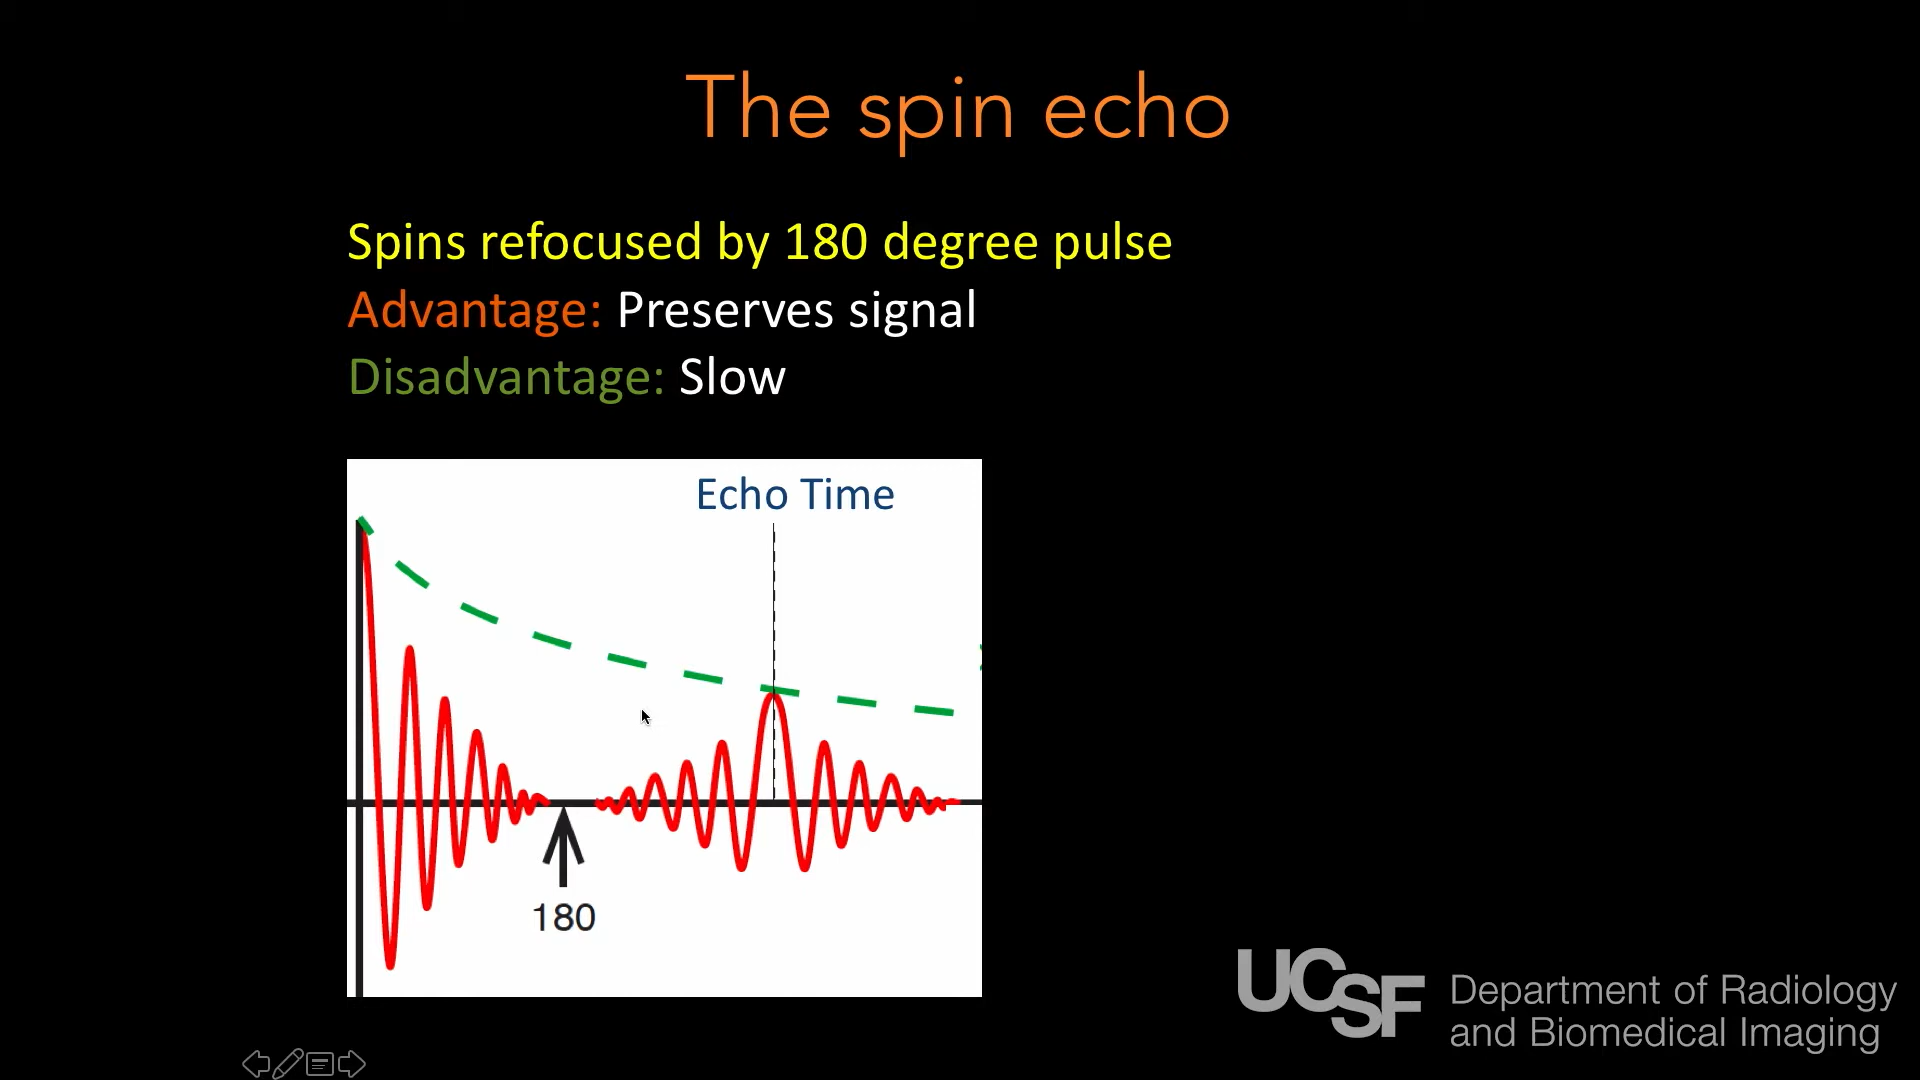 The spin echo
Spins refocused by 180 degree pulse
Advantage: Preserves signal
Disadvantage: Slow
Echo Time
180
UCSF
Department of Radiology
and Biomedical Imaging